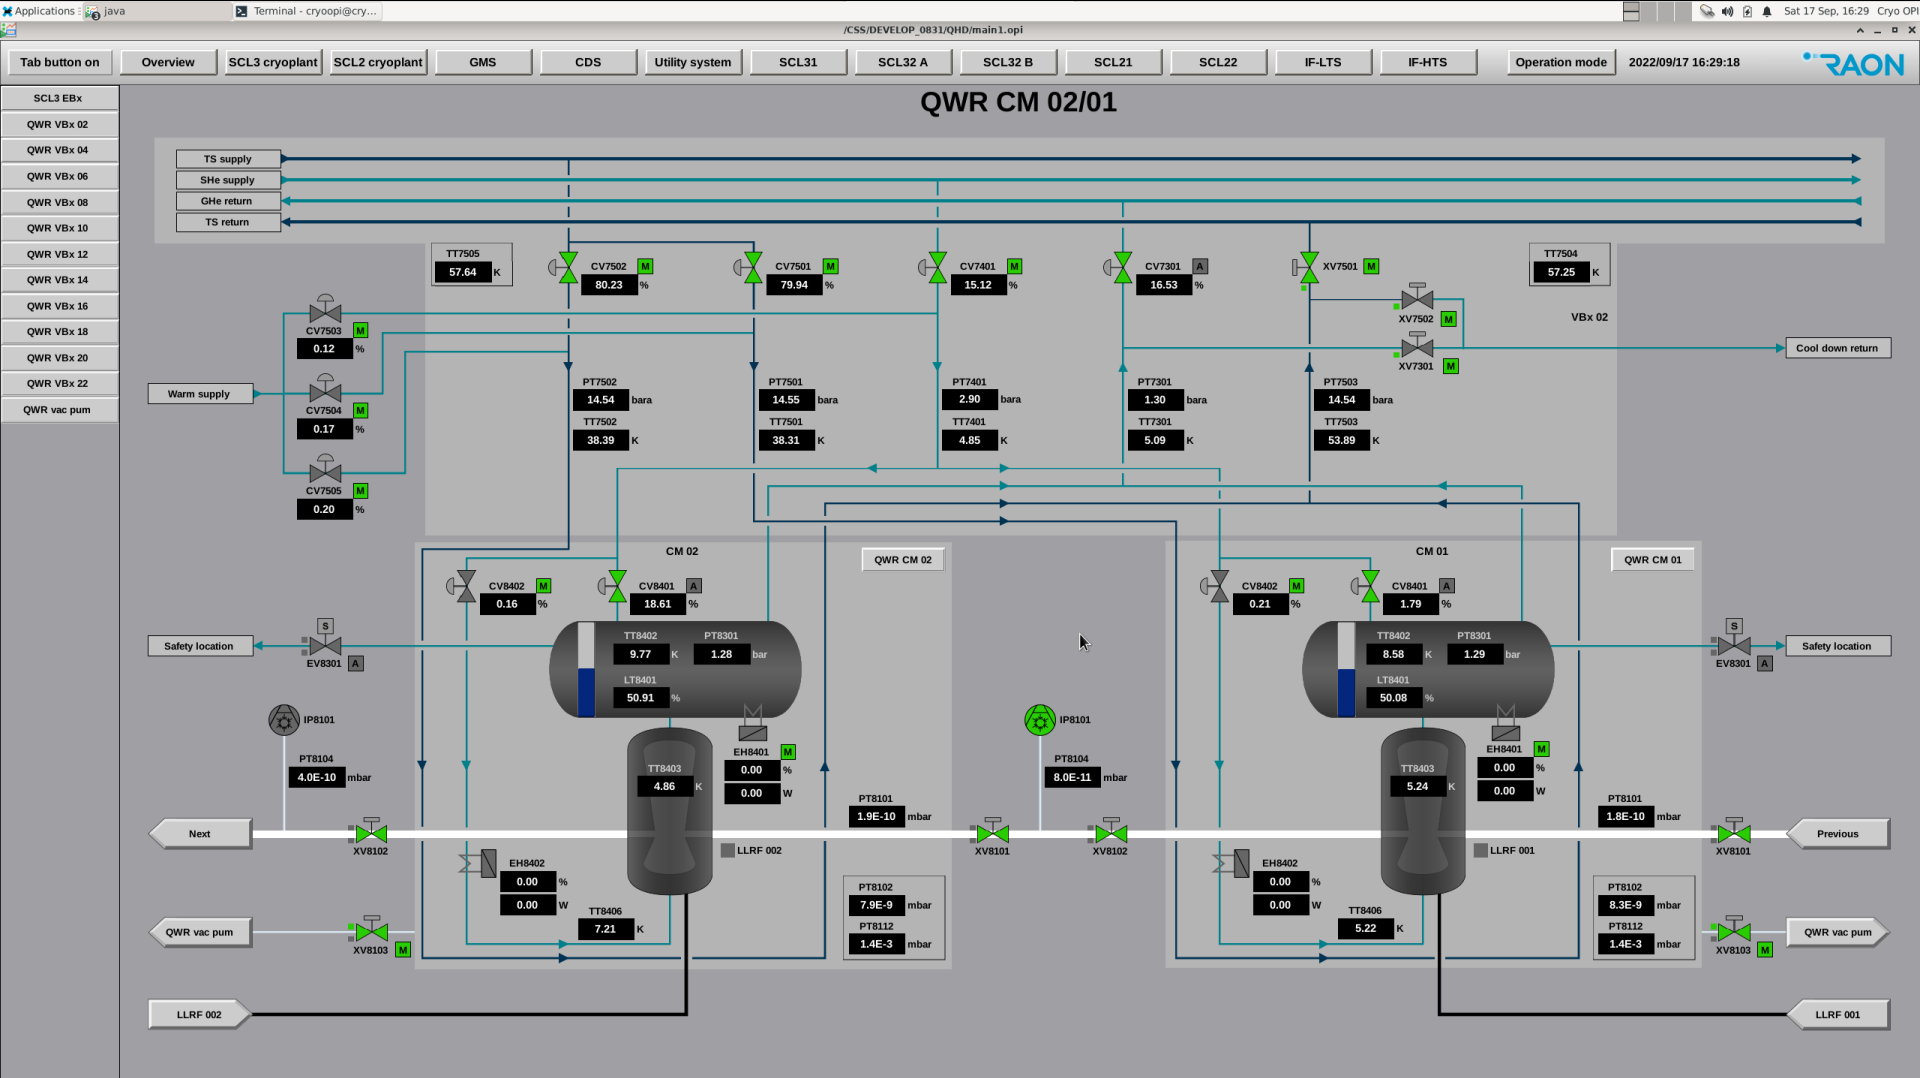 Applications
java
Terminal - cryoopi@cry...
Sat 17 Sep, 16:29 Cryo OPI
/CSS/DEVELOP_0831/QHD/main1.opi
Tab button on
Overview
SCL3 cryoplant
SCL2 cryoplant
GMS
CDS
Utility system
SCL31
SCL32 A
SCL32 B
SCL21
SCL22
IF-LTS
IF-HTS
Operation mode
2022/09/17 16:29:18
RAON
SCL3 EBx
QWR VBx 02
QWR VBx 04
QWR VBx 06
QWR VBx 08
QWR VBx 10
QWR VBx 12
QWR VBx 14
QWR VBx 16
QWR VBx 18
QWR VBx 20
QWR VBx 22
QWR vac pum
QWR CM 02/01
TS supply
SHe supply
GHe return
TS return
TT7505
57.64 K
CV7502 M
80.23 %
CV7501 M
79.94 %
CV7401 M
15.12 %
CV7301 A
16.53 %
XV7501 M
TT7504
57.25 K
XV7502 M
VBx 02
XV7301 M
Cool down return
CV7503 M
0.12 %
Warm supply
CV7504 M
0.17 %
CV7505 M
0.20 %
PT7502
14.54 bara
TT7502
38.39 K
PT7501
14.55 bara
TT7501
38.31 K
PT7401
2.90 bara
TT7401
4.85 K
PT7301
1.30 bara
TT7301
5.09 K
PT7503
14.54 bara
TT7503
53.89 K
CM 02
QWR CM 02
CV8402 M
0.16 %
CV8401 A
18.61 %
Safety location
S
EV8301 A
TT8402
9.77 K
PT8301
1.28 bar
LT8401
50.91 %
IP8101
PT8104
4.0E-10 mbar
TT8403
4.86 K
EH8401 M
0.00 %
0.00 W
PT8101
1.9E-10 mbar
Next
XV8102
LLRF 002
EH8402
0.00 %
0.00 W
TT8406
7.21 K
PT8102
7.9E-9 mbar
PT8112
1.4E-3 mbar
QWR vac pum
XV8103 M
LLRF 002
IP8101
PT8104
8.0E-11 mbar
XV8101
XV8102
CM 01
QWR CM 01
CV8402 M
0.21 %
CV8401 A
1.79 %
TT8402
8.58 K
PT8301
1.29 bar
LT8401
50.08 %
S
EV8301 A
Safety location
TT8403
5.24 K
EH8401 M
0.00 %
0.00 W
PT8101
1.8E-10 mbar
XV8101
Previous
LLRF 001
EH8402
0.00 %
0.00 W
TT8406
5.22 K
PT8102
8.3E-9 mbar
PT8112
1.4E-3 mbar
XV8103 M
QWR vac pum
LLRF 001